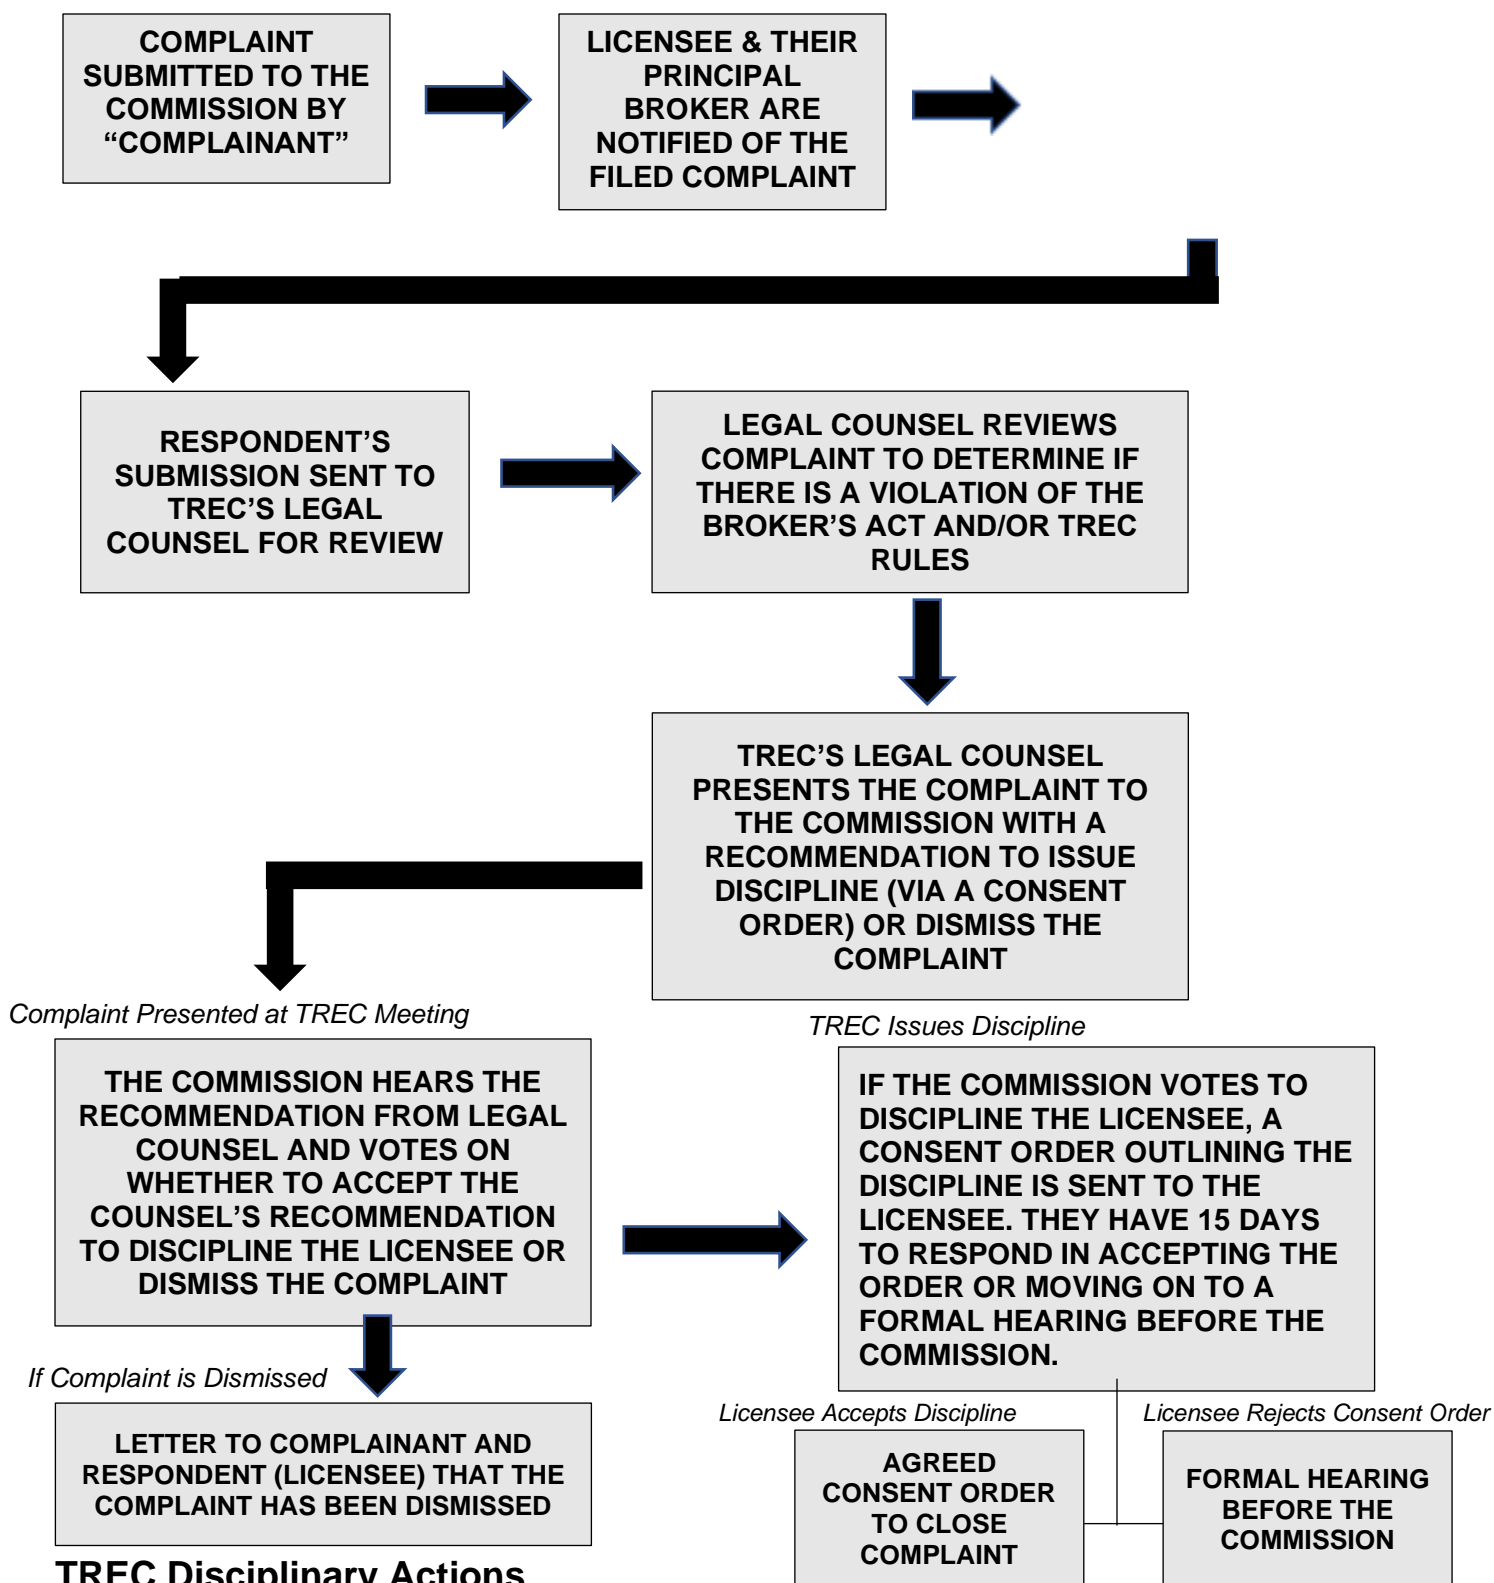 COMPLAINT
SUBMITTED TO THE
COMMISSION BY
“COMPLAINANT”
LICENSEE & THEIR
PRINCIPAL
BROKER ARE
NOTIFIED OF THE
FILED COMPLAINT
RESPONDENT’S
SUBMISSION SENT TO
TREC’S LEGAL
COUNSEL FOR REVIEW
LEGAL COUNSEL REVIEWS
COMPLAINT TO DETERMINE IF
THERE IS A VIOLATION OF THE
BROKER’S ACT AND/OR TREC
RULES
TREC’S LEGAL COUNSEL
PRESENTS THE COMPLAINT TO
THE COMMISSION WITH A
RECOMMENDATION TO ISSUE
DISCIPLINE (VIA A CONSENT
ORDER) OR DISMISS THE
COMPLAINT
Complaint Presented at TREC Meeting
THE COMMISSION HEARS THE
RECOMMENDATION FROM LEGAL
COUNSEL AND VOTES ON
WHETHER TO ACCEPT THE
COUNSEL’S RECOMMENDATION
TO DISCIPLINE THE LICENSEE OR
DISMISS THE COMPLAINT
TREC Issues Discipline
IF THE COMMISSION VOTES TO
DISCIPLINE THE LICENSEE, A
CONSENT ORDER OUTLINING THE
DISCIPLINE IS SENT TO THE
LICENSEE. THEY HAVE 15 DAYS
TO RESPOND IN ACCEPTING THE
ORDER OR MOVING ON TO A
FORMAL HEARING BEFORE THE
COMMISSION.
If Complaint is Dismissed
LETTER TO COMPLAINANT AND
RESPONDENT (LICENSEE) THAT THE
COMPLAINT HAS BEEN DISMISSED
Licensee Accepts Discipline
AGREED
CONSENT ORDER
TO CLOSE
COMPLAINT
Licensee Rejects Consent Order
FORMAL HEARING
BEFORE THE
COMMISSION
TREC Disciplinary Actions